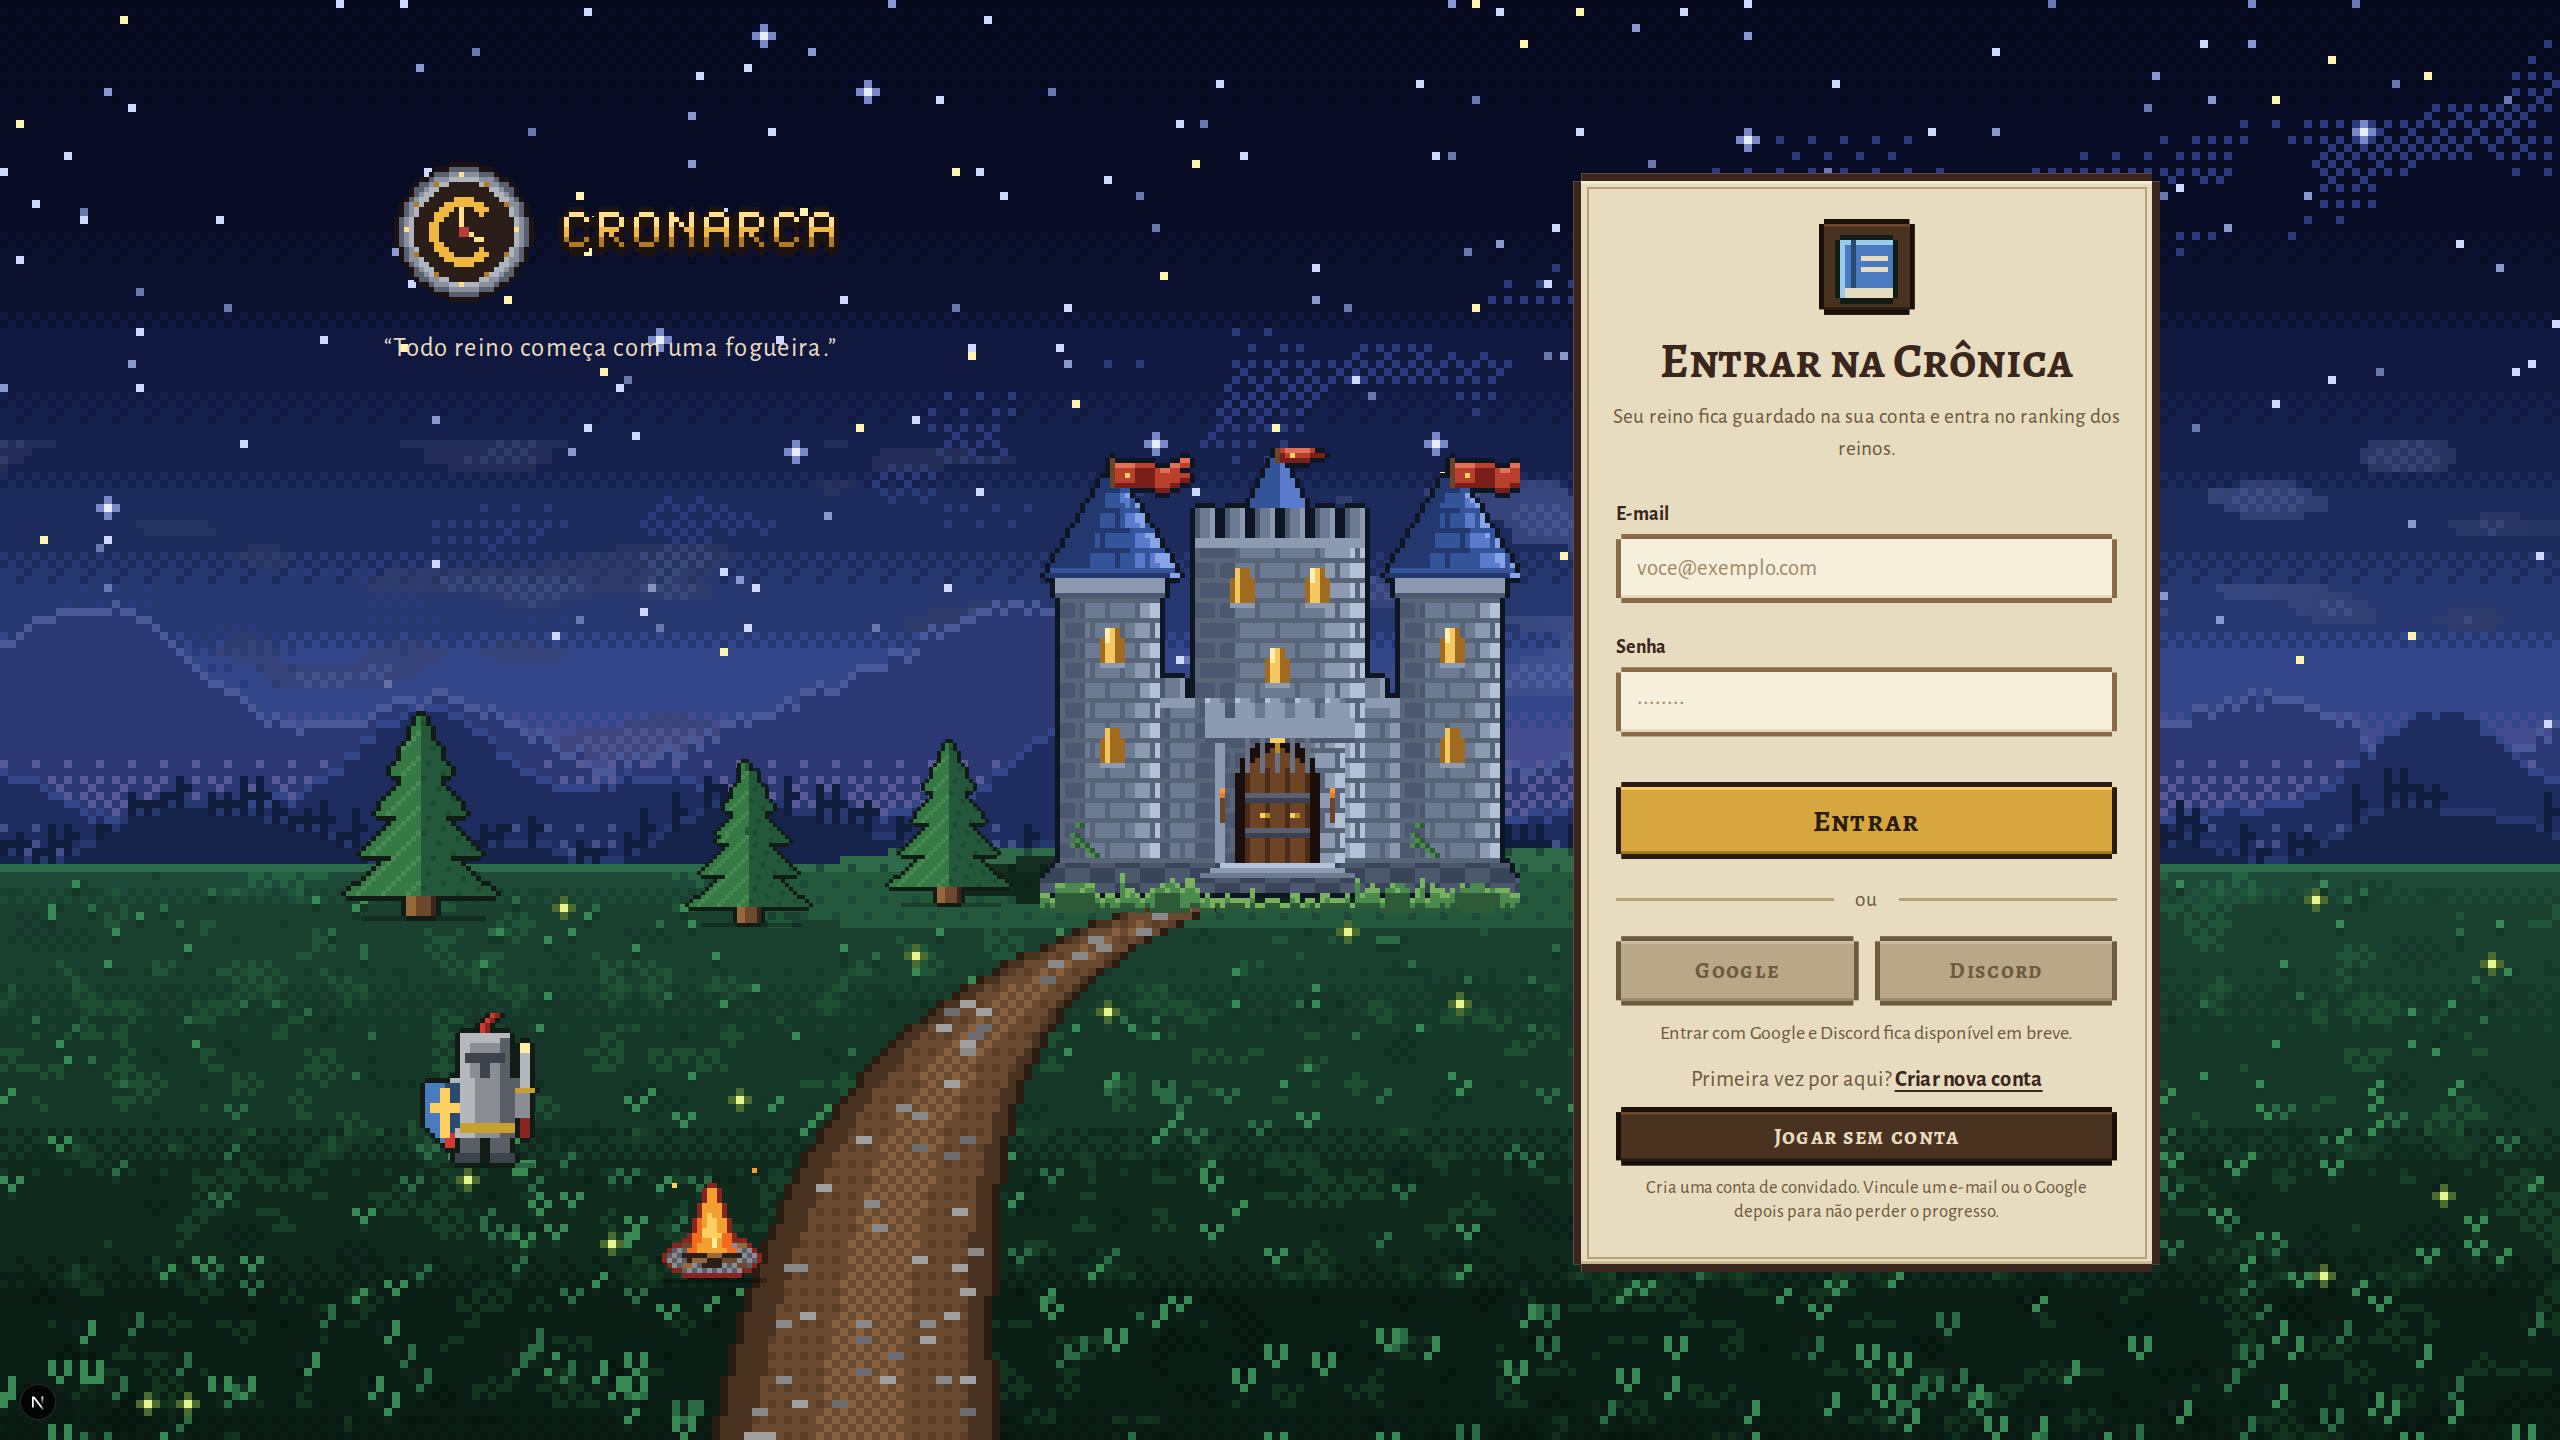 CRONARCA
“Todo reino começa com uma fogueira.”
Entrar na Crônica
Seu reino fica guardado na sua conta e entra no ranking dos
reinos.
E-mail
voce@exemplo.com
Senha
........
Entrar
ou
Google
Discord
Entrar com Google e Discord fica disponível em breve.
Primeira vez por aqui? Criar nova conta
Jogar sem conta
Cria uma conta de convidado. Vincule um e-mail ou o Google
depois para não perder o progresso.
N